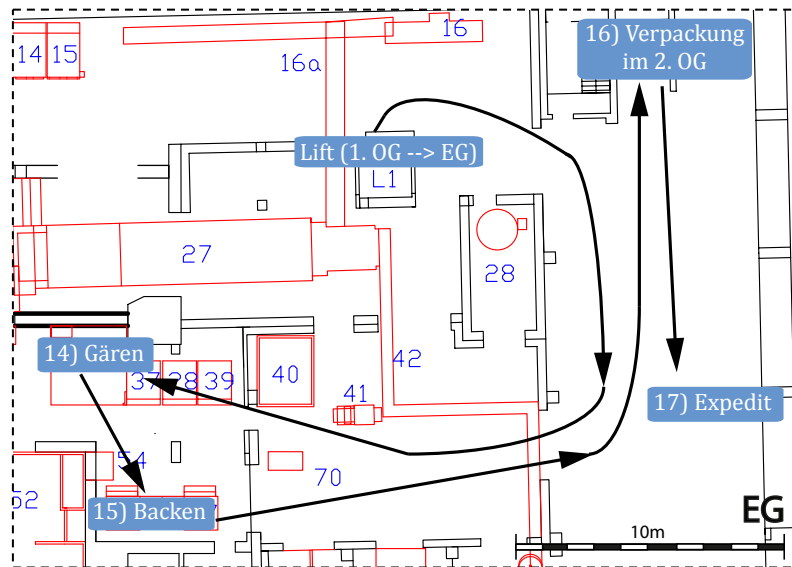 14
15
16a
16
16) Verpackung
im 2. OG
Lift (1. OG --> EG)
L1
27
28
14) Gären
37
38
39
40
41
42
17) Expedit
54
70
15) Backen
EG
10m